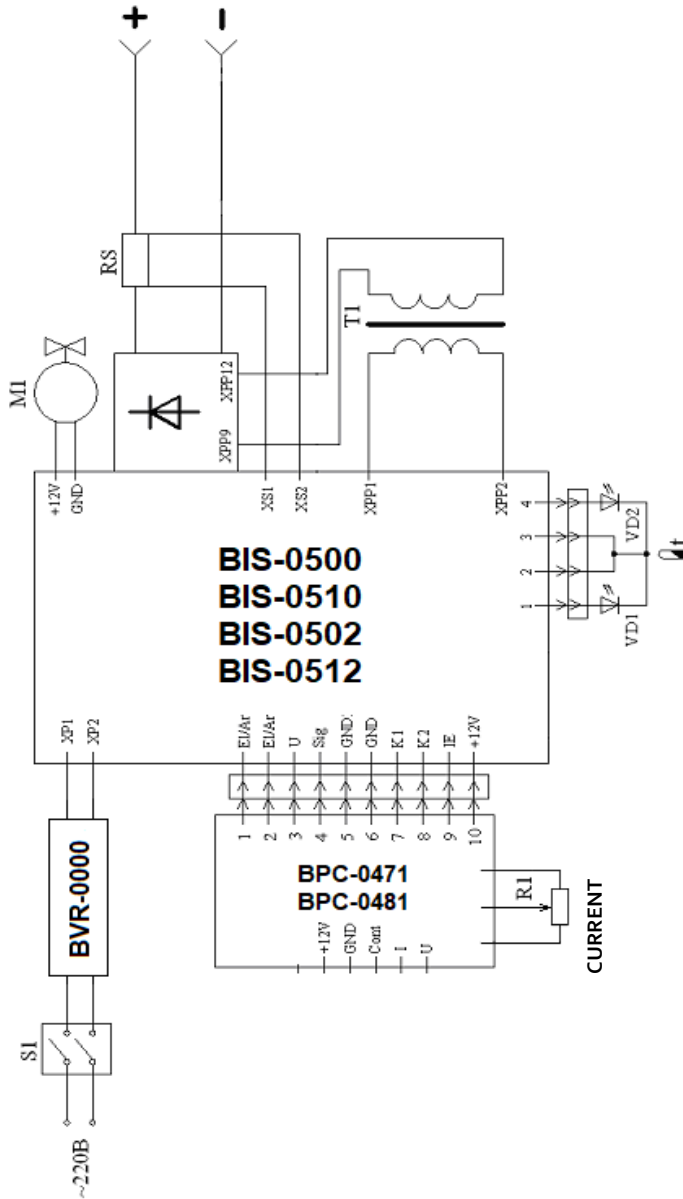 +
-
RS
M1
T1
+12V
GND
XPP9
XPP12
XS1
XS2
XPP1
XPP2
BIS-0500
BIS-0510
BIS-0502
BIS-0512
XP1
XP2
BVR-0000
S1
~220В
El/Ar
El/Ar
U
Sig
GND.
GND
K1
K2
IE
+12V
1
2
3
4
5
6
7
8
9
10
BPC-0471
BPC-0481
+12V
GND
Cont
I
U
R1
CURRENT
1
2
3
4
VD1
VD2
t